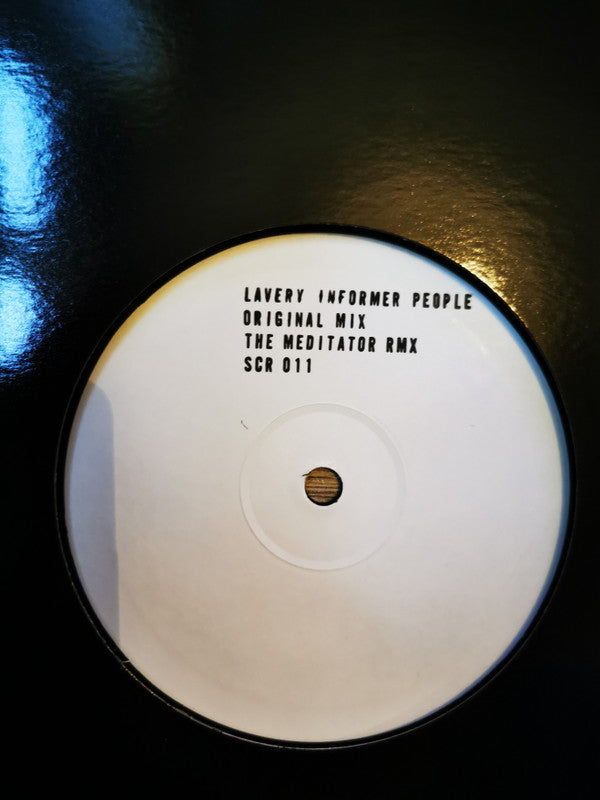 LAVERY INFORMER PEOPLE
ORIGINAL MIX
THE MEDITATOR RMX
SCR 011